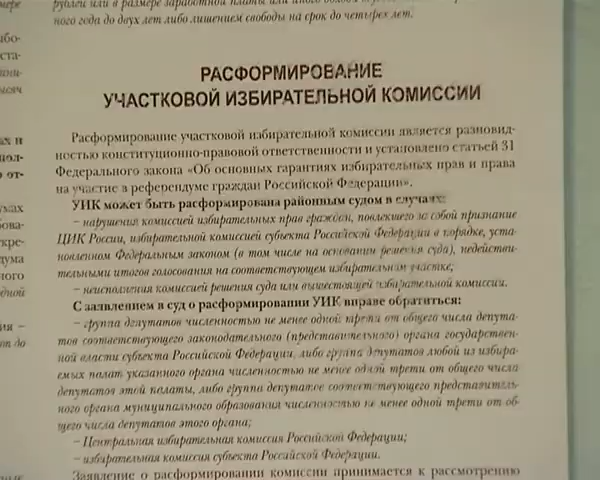 рублей или в размере заработной платы или иного
ного года до двух лет либо лишением свободы на срок до четырех лет.
РАСФОРМИРОВАНИЕ
УЧАСТКОВОЙ ИЗБИРАТЕЛЬНОЙ КОМИССИИ
Расформирование участковой избирательной комиссии является разновид-
ностью конституционно-правовой ответственности и установлено статьей 31
Федерального закона «Об основных гарантиях избирательных прав и права
на участие в референдуме граждан Российской Федерации».
УИК может быть расформирована районным судом в случаях:
– нарушения комиссией избирательных прав граждан, повлекшего за собой признание
ЦИК России, избирательной комиссией субъекта Российской Федерации в порядке, уста-
новленном Федеральным законом (в том числе на основании решения суда), недействи-
тельными итогов голосования на соответствующем избирательном участке;
– неисполнения комиссией решения суда или вышестоящей избирательной комиссии.
С заявлением в суд о расформировании УИК вправе обратиться:
– группа депутатов численностью не менее одной трети от общего числа депута-
тов соответствующего законодательного (представительного) органа государствен-
ной власти субъекта Российской Федерации, либо группа депутатов любой из избира-
емых палат указанного органа численностью не менее одной трети от общего числа
депутатов этой палаты, либо группа депутатов соответствующего представитель-
ного органа муниципального образования численностью не менее одной трети от об-
щего числа депутатов этого органа;
– Центральная избирательная комиссия Российской Федерации;
– избирательная комиссия субъекта Российской Федерации.
Заявление о расформировании комиссии принимается к рассмотрению